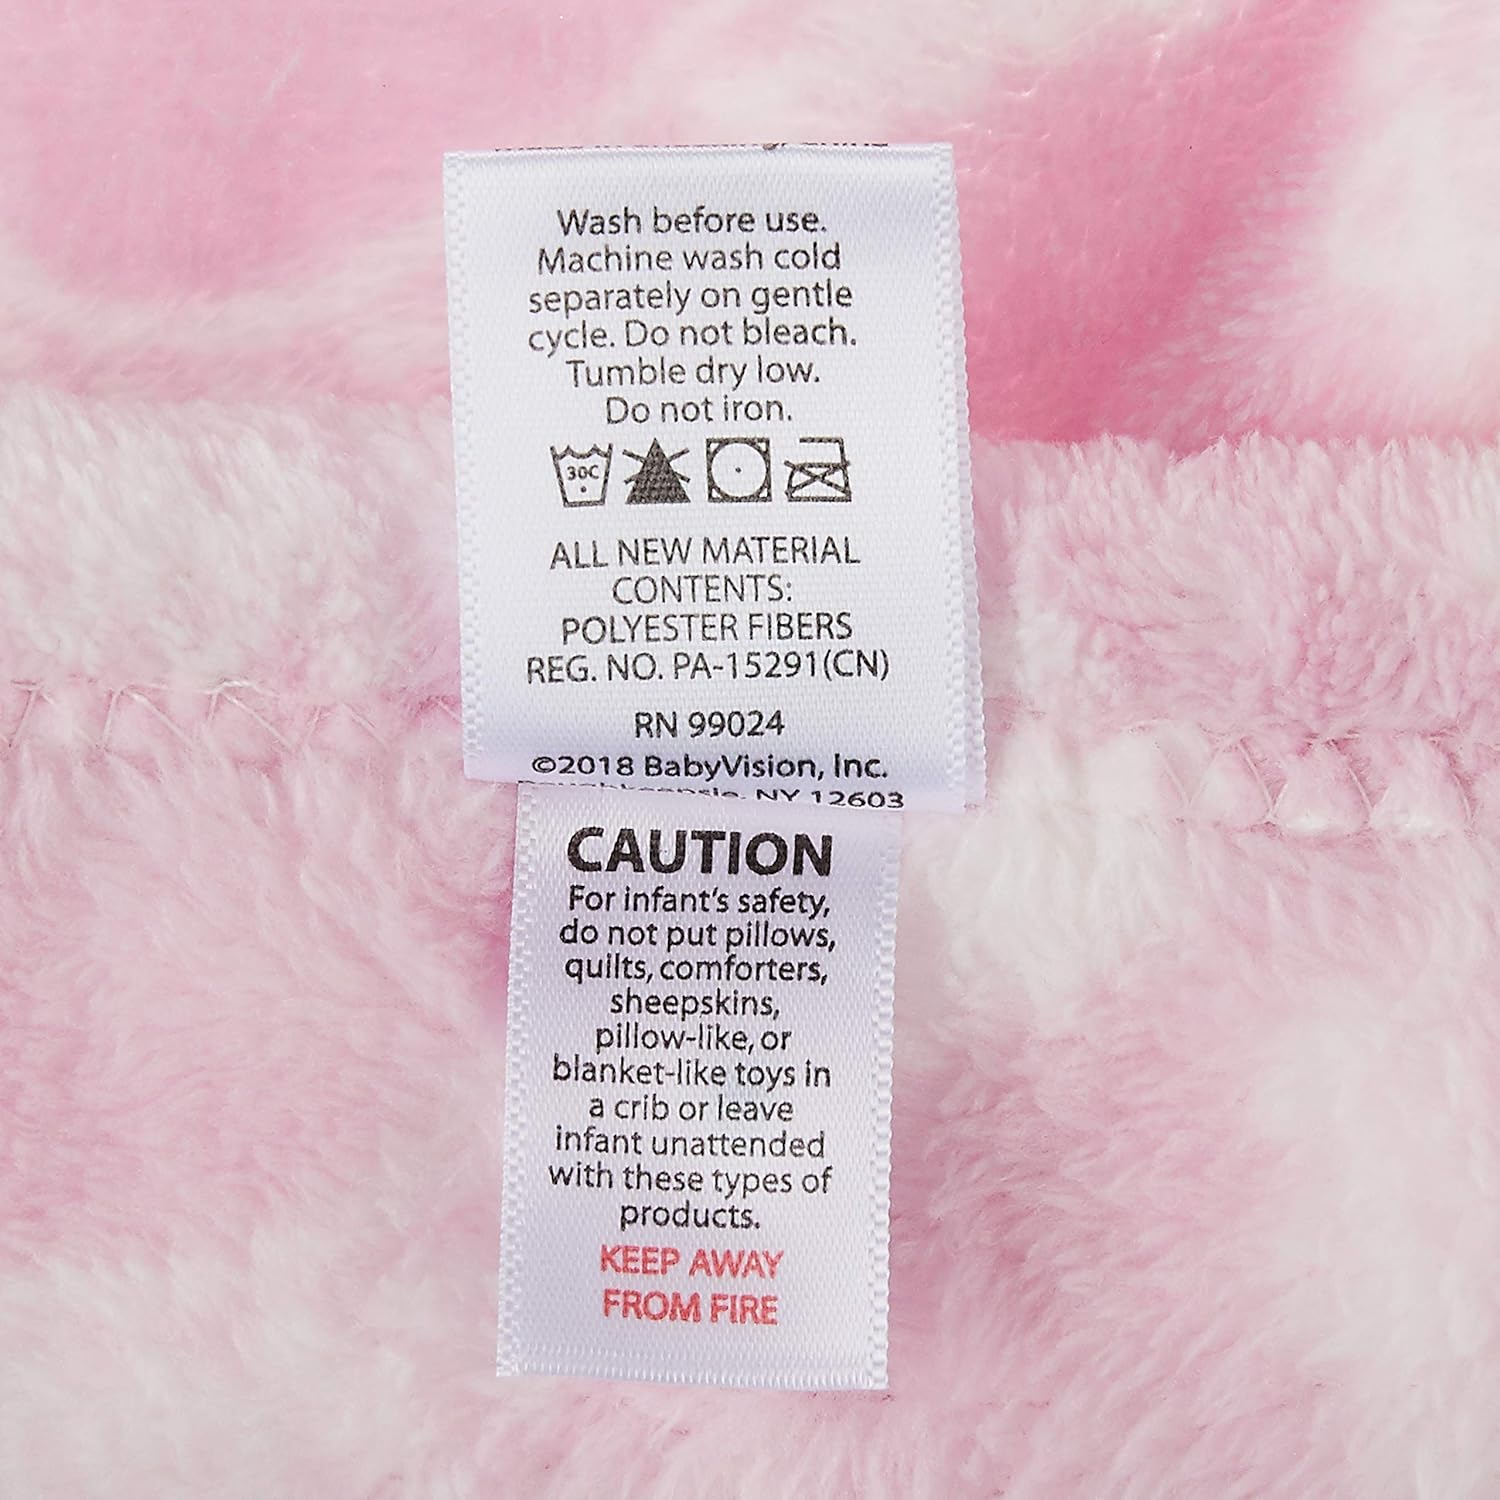 Wash before use.
Machine wash cold
separately on gentle
cycle. Do not bleach.
Tumble dry low.
Do not iron.
30C
ALL NEW MATERIAL
CONTENTS:
POLYESTER FIBERS
REG. NO. PA-15291(CN)
RN 99024
©2018 BabyVision, Inc.
Poughkeepsie, NY 12603
CAUTION
For infant's safety,
do not put pillows,
quilts, comforters,
sheepskins,
pillow-like, or
blanket-like toys in
a crib or leave
infant unattended
with these types of
products.
KEEP AWAY
FROM FIRE